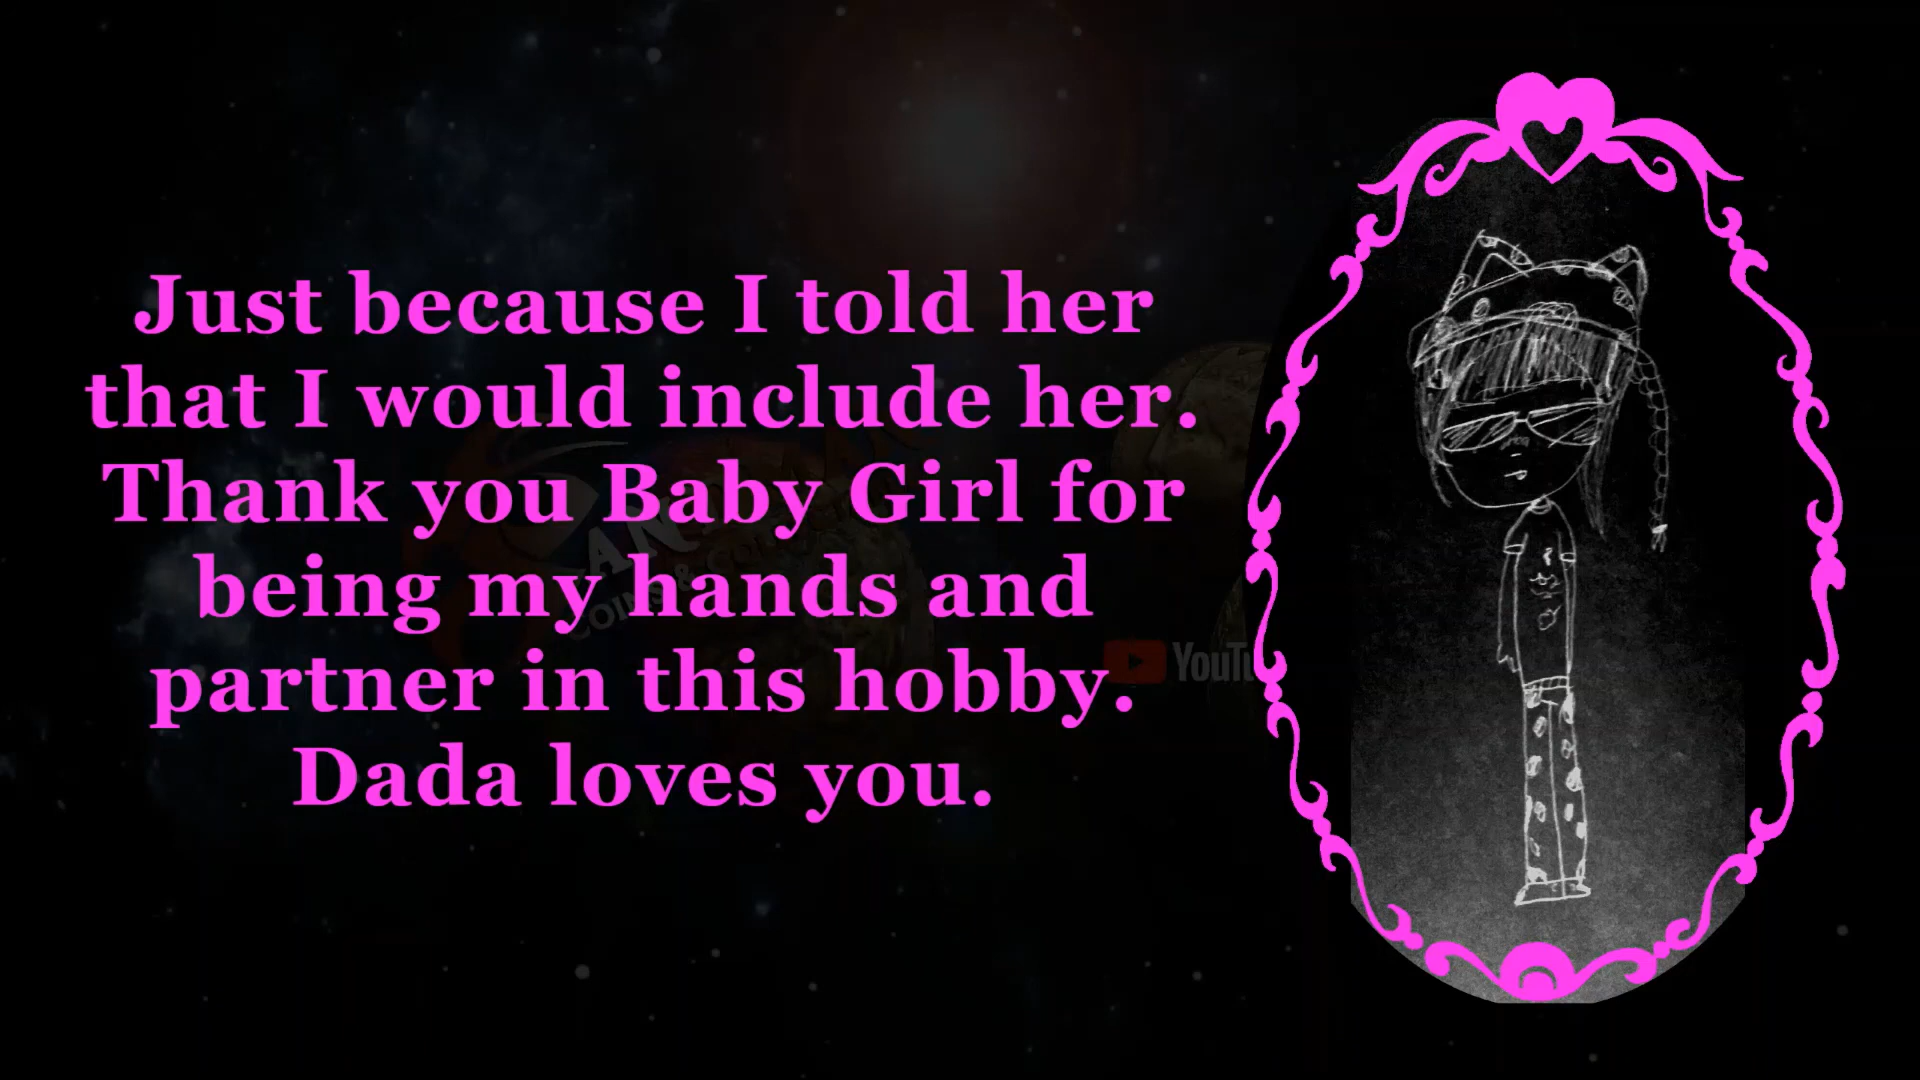 Just because I told her
that I would include her.
Thank you Baby Girl for
being my hands and
partner in this hobby.
Dada loves you.
COINS &